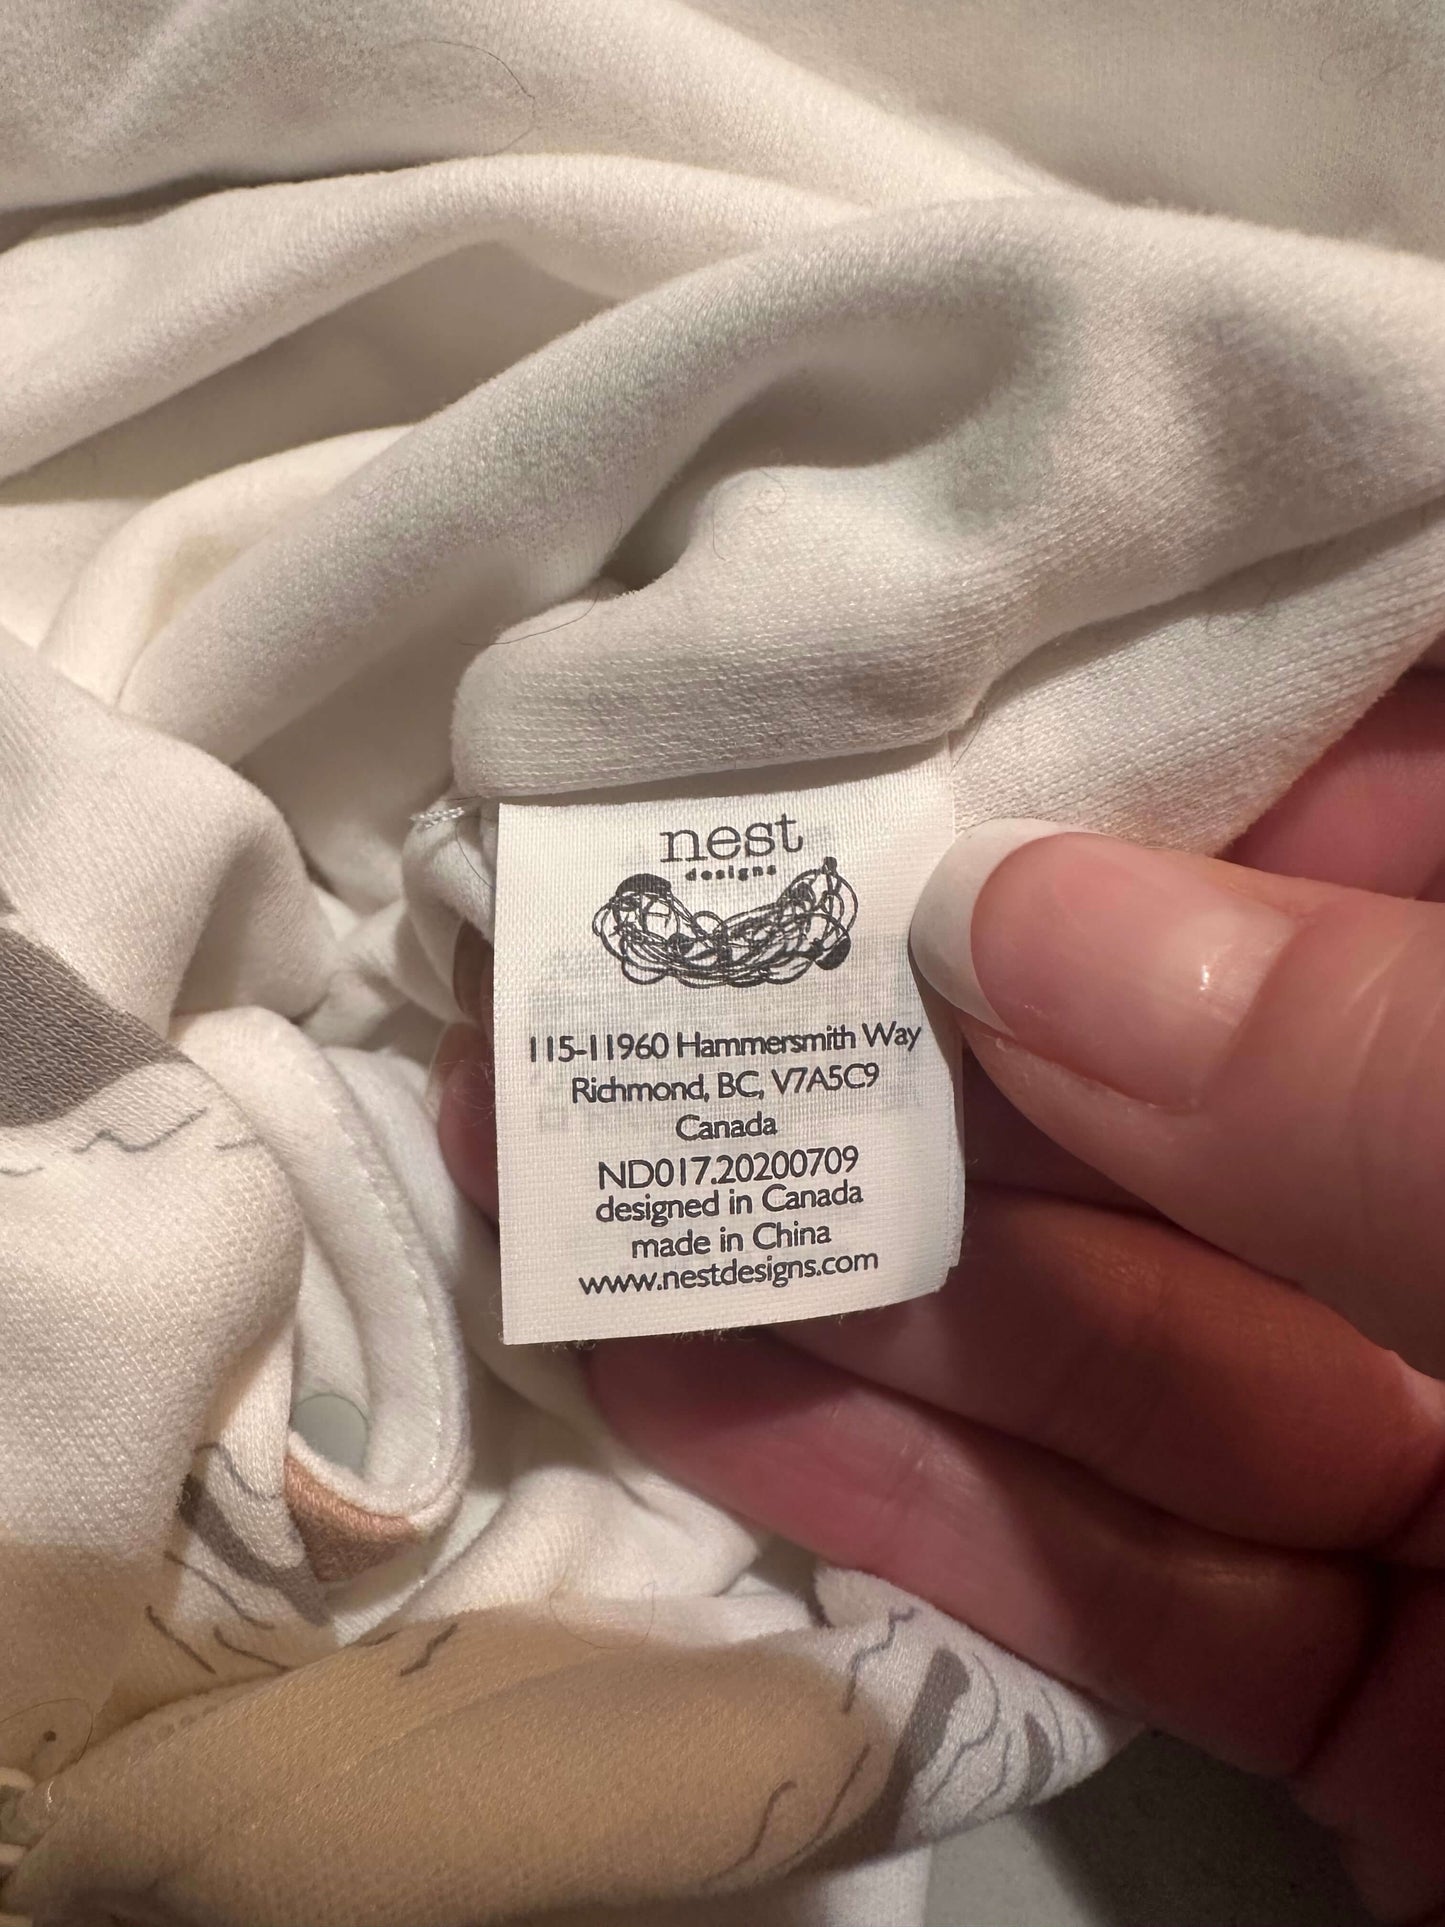 nest
designs
115-11960 Hammersmith Way
Richmond, BC, V7A5C9
Canada
ND017.20200709
designed in Canada
made in China
www.nestdesigns.com